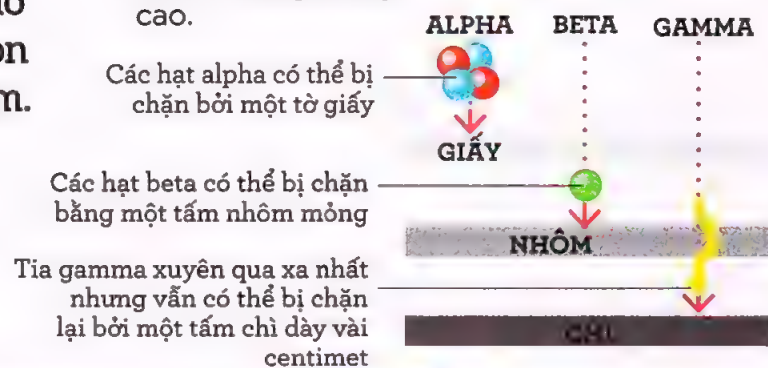 cao.
ALPHA BETA GAMMA
Các hạt alpha có thể bị
chặn bởi một tờ giấy
GIẤY
Các hạt beta có thể bị chặn
bằng một tấm nhôm mỏng
NHÔM
Tia gamma xuyên qua xa nhất
nhưng vẫn có thể bị chặn
lại bởi một tấm chì dày vài
centimet
CHÌ